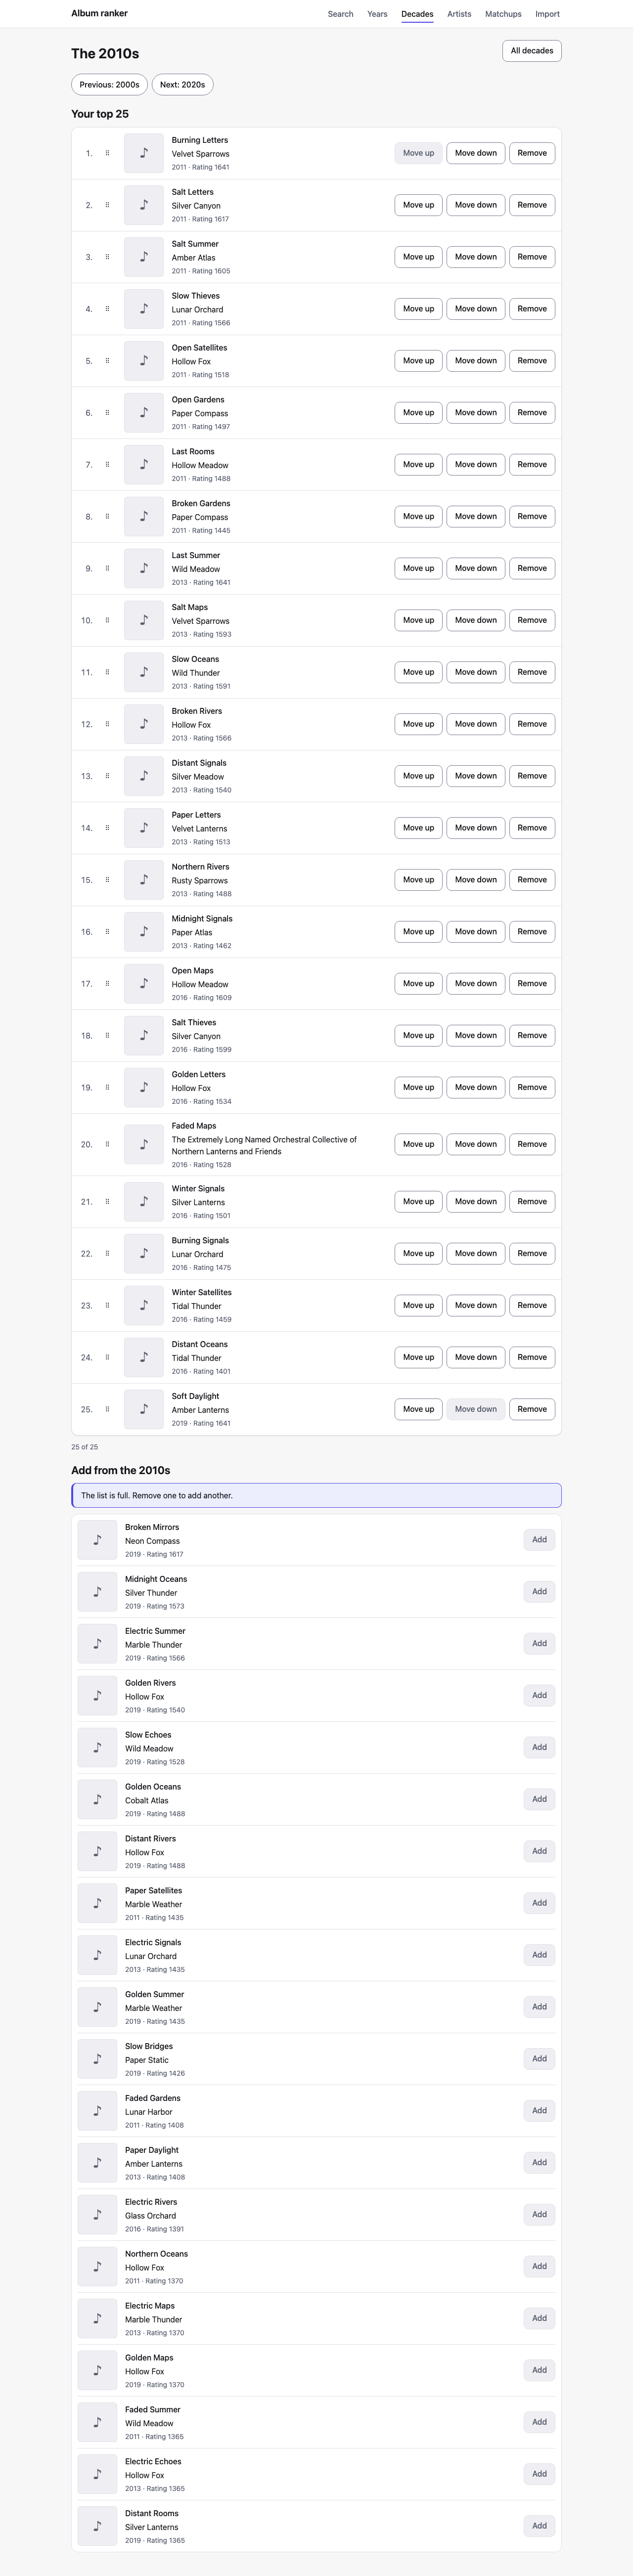 Album ranker
Search Years Decades Artists Matchups Import
The 2010s
All decades
Previous: 2000s Next: 2020s
Your top 25
1. Burning Letters
Velvet Sparrows
2011 · Rating 1641
Move up Move down Remove
2. Salt Letters
Silver Canyon
2011 · Rating 1617
Move up Move down Remove
3. Salt Summer
Amber Atlas
2011 · Rating 1605
Move up Move down Remove
4. Slow Thieves
Lunar Orchard
2011 · Rating 1566
Move up Move down Remove
5. Open Satellites
Hollow Fox
2011 · Rating 1518
Move up Move down Remove
6. Open Gardens
Paper Compass
2011 · Rating 1497
Move up Move down Remove
7. Last Rooms
Hollow Meadow
2011 · Rating 1488
Move up Move down Remove
8. Broken Gardens
Paper Compass
2011 · Rating 1445
Move up Move down Remove
9. Last Summer
Wild Meadow
2013 · Rating 1641
Move up Move down Remove
10. Salt Maps
Velvet Sparrows
2013 · Rating 1593
Move up Move down Remove
11. Slow Oceans
Wild Thunder
2013 · Rating 1591
Move up Move down Remove
12. Broken Rivers
Hollow Fox
2013 · Rating 1566
Move up Move down Remove
13. Distant Signals
Silver Meadow
2013 · Rating 1540
Move up Move down Remove
14. Paper Letters
Velvet Lanterns
2013 · Rating 1513
Move up Move down Remove
15. Northern Rivers
Rusty Sparrows
2013 · Rating 1488
Move up Move down Remove
16. Midnight Signals
Paper Atlas
2013 · Rating 1462
Move up Move down Remove
17. Open Maps
Hollow Meadow
2016 · Rating 1609
Move up Move down Remove
18. Salt Thieves
Silver Canyon
2016 · Rating 1599
Move up Move down Remove
19. Golden Letters
Hollow Fox
2016 · Rating 1534
Move up Move down Remove
20. Faded Maps
The Extremely Long Named Orchestral Collective of
Northern Lanterns and Friends
2016 · Rating 1528
Move up Move down Remove
21. Winter Signals
Silver Lanterns
2016 · Rating 1501
Move up Move down Remove
22. Burning Signals
Lunar Orchard
2016 · Rating 1475
Move up Move down Remove
23. Winter Satellites
Tidal Thunder
2016 · Rating 1459
Move up Move down Remove
24. Distant Oceans
Tidal Thunder
2016 · Rating 1401
Move up Move down Remove
25. Soft Daylight
Amber Lanterns
2019 · Rating 1641
Move up Move down Remove
25 of 25
Add from the 2010s
The list is full. Remove one to add another.
Broken Mirrors
Neon Compass
2019 · Rating 1617
Add
Midnight Oceans
Silver Thunder
2019 · Rating 1573
Add
Electric Summer
Marble Thunder
2019 · Rating 1566
Add
Golden Rivers
Hollow Fox
2019 · Rating 1540
Add
Slow Echoes
Wild Meadow
2019 · Rating 1528
Add
Golden Oceans
Cobalt Atlas
2019 · Rating 1488
Add
Distant Rivers
Hollow Fox
2019 · Rating 1488
Add
Paper Satellites
Marble Weather
2011 · Rating 1435
Add
Electric Signals
Lunar Orchard
2013 · Rating 1435
Add
Golden Summer
Marble Weather
2019 · Rating 1435
Add
Slow Bridges
Paper Static
2019 · Rating 1426
Add
Faded Gardens
Lunar Harbor
2011 · Rating 1408
Add
Paper Daylight
Amber Lanterns
2013 · Rating 1408
Add
Electric Rivers
Glass Orchard
2016 · Rating 1391
Add
Northern Oceans
Hollow Fox
2011 · Rating 1370
Add
Electric Maps
Marble Thunder
2013 · Rating 1370
Add
Golden Maps
Hollow Fox
2019 · Rating 1370
Add
Faded Summer
Wild Meadow
2011 · Rating 1365
Add
Electric Echoes
Hollow Fox
2013 · Rating 1365
Add
Distant Rooms
Silver Lanterns
2019 · Rating 1365
Add